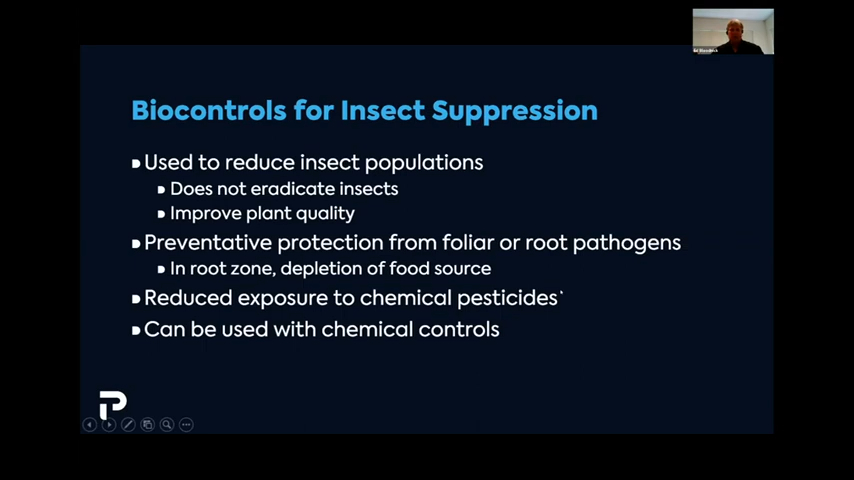 Biocontrols for Insect Suppression
Used to reduce insect populations
Does not eradicate insects
Improve plant quality
Preventative protection from foliar or root pathogens
In root zone, depletion of food source
Reduced exposure to chemical pesticides
Can be used with chemical controls